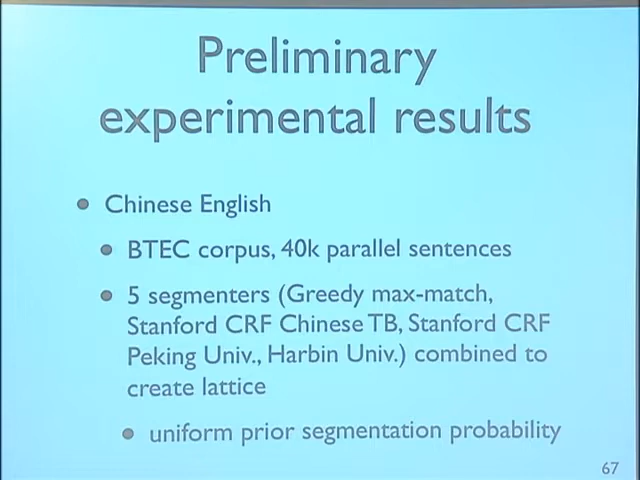 Preliminary
experimental results
Chinese English
BTEC corpus, 40k parallel sentences
5 segmenters (Greedy max-match,
Stanford CRF Chinese TB, Stanford CRF
Peking Univ., Harbin Univ.) combined to
create lattice
uniform prior segmentation probability
67